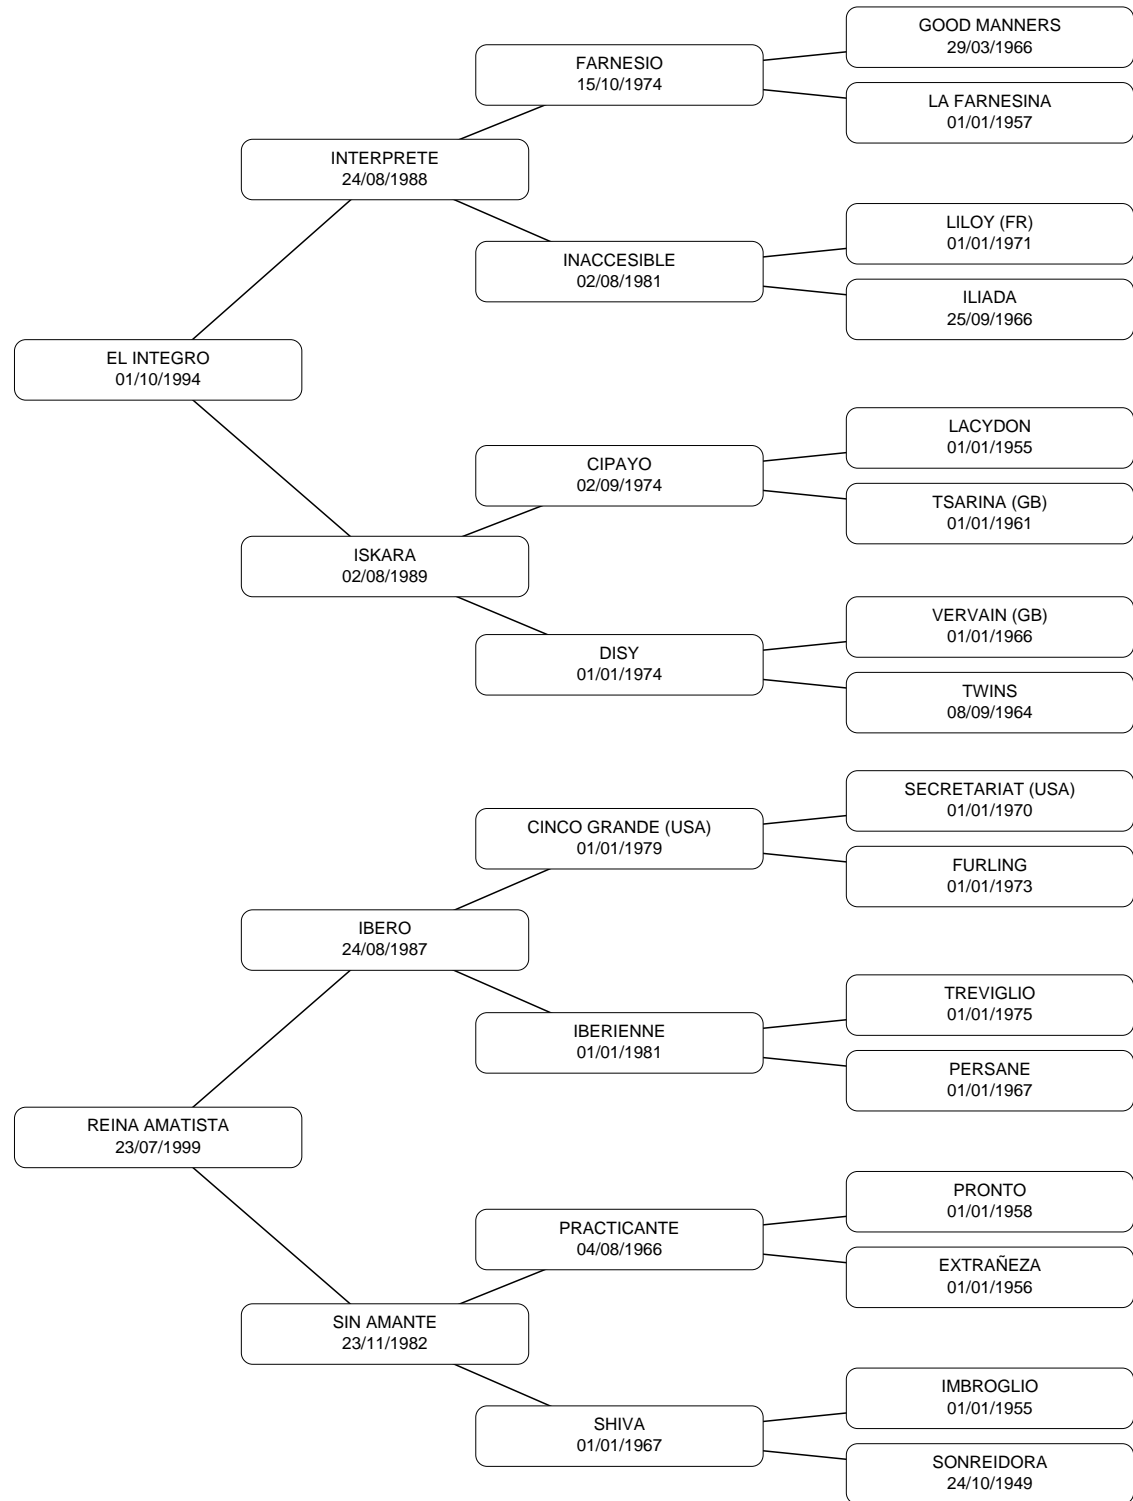 GOOD MANNERS
29/03/1966
FARNESIO
15/10/1974
LA FARNESINA
01/01/1957
INTERPRETE
24/08/1988
LILOY (FR)
01/01/1971
INACCESIBLE
02/08/1981
ILIADA
25/09/1966
EL INTEGRO
01/10/1994
LACYDON
01/01/1955
CIPAYO
02/09/1974
TSARINA (GB)
01/01/1961
ISKARA
02/08/1989
VERVAIN (GB)
01/01/1966
DISY
01/01/1974
TWINS
08/09/1964
SECRETARIAT (USA)
01/01/1970
CINCO GRANDE (USA)
01/01/1979
FURLING
01/01/1973
IBERO
24/08/1987
TREVIGLIO
01/01/1975
IBERIENNE
01/01/1981
PERSANE
01/01/1967
REINA AMATISTA
23/07/1999
PRONTO
01/01/1958
PRACTICANTE
04/08/1966
EXTRAÑEZA
01/01/1956
SIN AMANTE
23/11/1982
IMBROGLIO
01/01/1955
SHIVA
01/01/1967
SONREIDORA
24/10/1949